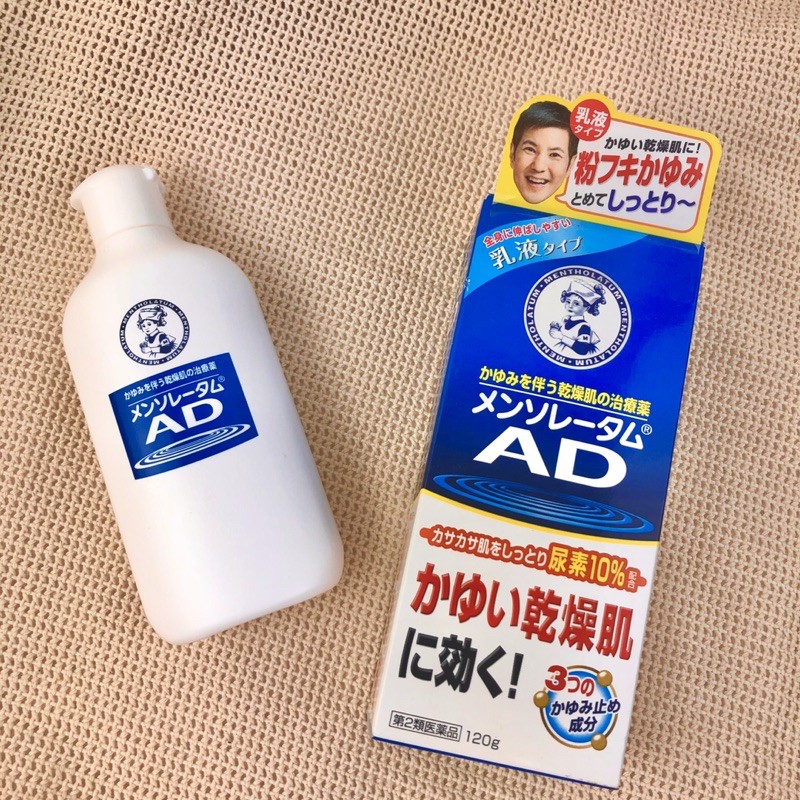 MENTHOLATUM・MENTHOLATUM・MENTHOLATUM・
かゆみを伴う乾燥肌の治療薬
メンソレータム®
AD
乳液
タイプ
かゆい乾燥肌に!
粉フキかゆみ
とめてしっとり〜
全身に伸ばしやすい
乳液タイプ
MENTHOLATUM・MENTHOLATUM・MENTHOLATUM・
かゆみを伴う乾燥肌の治療薬
メンソレータム®
AD
カサカサ肌をしっとり 尿素10%配合
かゆい乾燥肌
に効く!
3つの
かゆみ止め
成分
第2類医薬品 120g